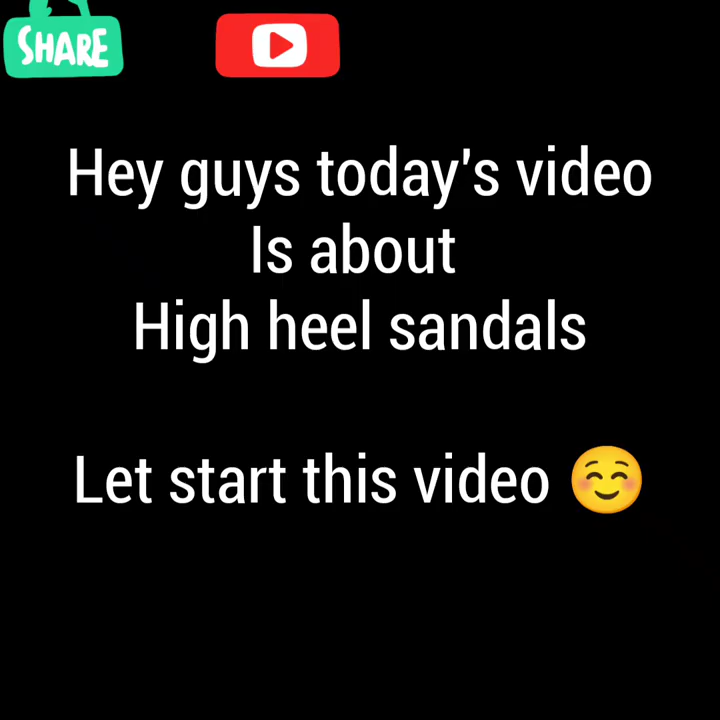 SHARE
Hey guys today's video
Is about
High heel sandals
Let start this video ☺️